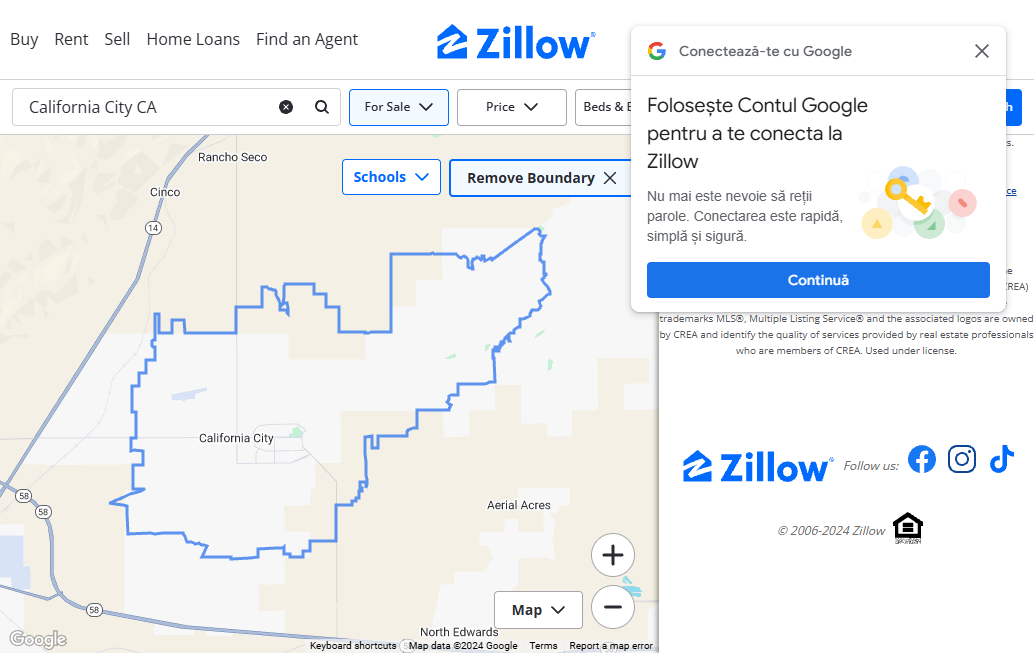 Buy Rent Sell Home Loans Find an Agent
Zillow
California City CA
For Sale
Price
Beds &
Conectează-te cu Google
Folosește Contul Google
pentru a te conecta la
Zillow
Nu mai este nevoie să reții
parole. Conectarea este rapidă,
simplă și sigură.
Continuă
Schools
Remove Boundary
Rancho Seco
Cinco
14
California City
58
58
Aerial Acres
58
North Edwards
Map
Google
Keyboard shortcuts
Map data ©2024 Google
Terms
Report a map error
CREA)
trademarks MLS®, Multiple Listing Service® and the associated logos are owned
by CREA and identify the quality of services provided by real estate professionals
who are members of CREA. Used under license.
Zillow
Follow us:
© 2006-2024 Zillow